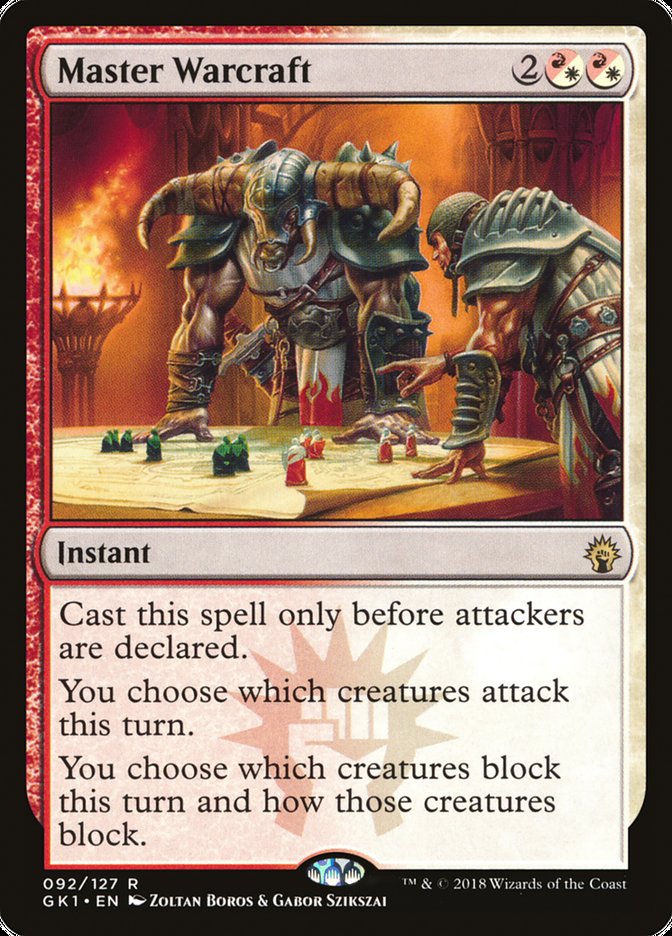 Master Warcraft 2
Instant
Cast this spell only before attackers
are declared.
You choose which creatures attack
this turn.
You choose which creatures block
this turn and how those creatures
block.
092/127 R
GK1 • EN Zoltan Boros & Gabor Szikszai
™ & © 2018 Wizards of the Coast